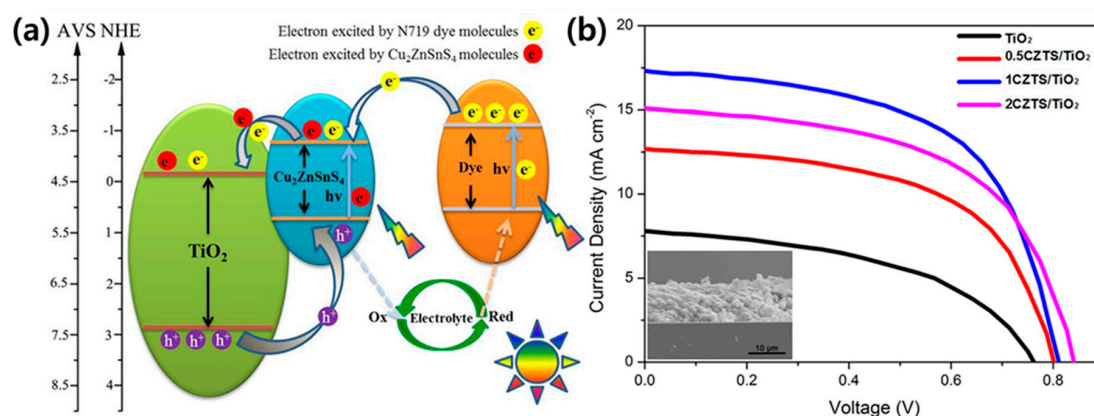 (a)
AVS NHE
Electron excited by N719 dye molecules e⁻
Electron excited by Cu₂ZnSnS₄ molecules e
2.5
3.5
4.5
5.5
6.5
7.5
8.5
-2
-1
0
1
2
3
4
e⁻
e
e⁻
e e⁻
e⁻ e⁻ e⁻
e e⁻
Cu₂ZnSnS₄
hν
e
Dye
hν
e⁻
TiO₂
h⁺
h⁺
h⁺ h⁺ h⁺
Ox
Electrolyte
Red
(b)
Current Density (mA cm⁻²)
20
15
10
5
0
TiO₂
0.5CZTS/TiO₂
1CZTS/TiO₂
2CZTS/TiO₂
10 μm
0.0
0.2
0.4
0.6
0.8
Voltage (V)